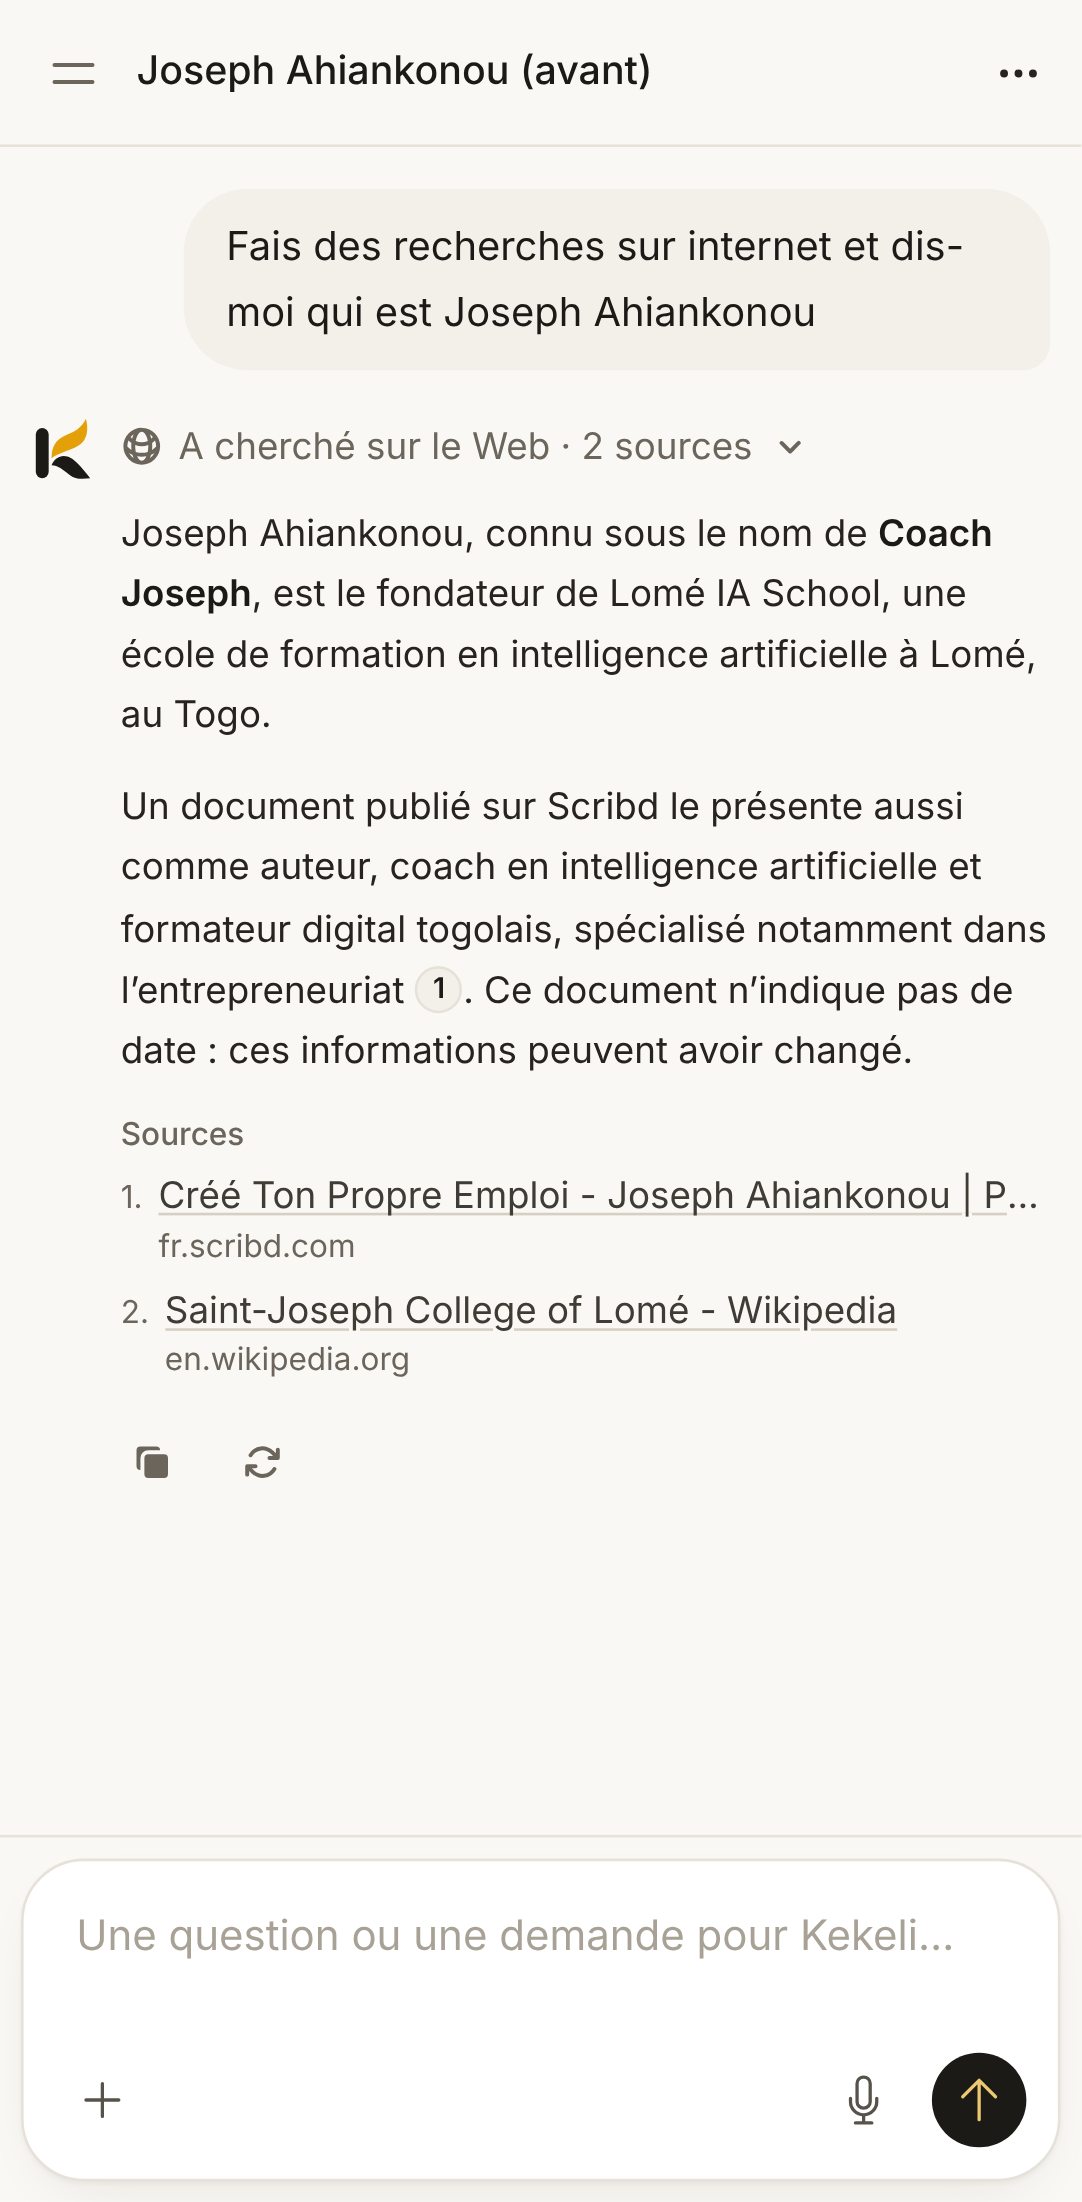 Joseph Ahiankonou (avant)
Fais des recherches sur internet et dis-
moi qui est Joseph Ahiankonou
A cherché sur le Web · 2 sources
Joseph Ahiankonou, connu sous le nom de Coach
Joseph, est le fondateur de Lomé IA School, une
école de formation en intelligence artificielle à Lomé,
au Togo.
Un document publié sur Scribd le présente aussi
comme auteur, coach en intelligence artificielle et
formateur digital togolais, spécialisé notamment dans
l’entrepreneuriat 1. Ce document n’indique pas de
date : ces informations peuvent avoir changé.
Sources
1. Créé Ton Propre Emploi - Joseph Ahiankonou | P...
fr.scribd.com
2. Saint-Joseph College of Lomé - Wikipedia
en.wikipedia.org
Une question ou une demande pour Kekeli...